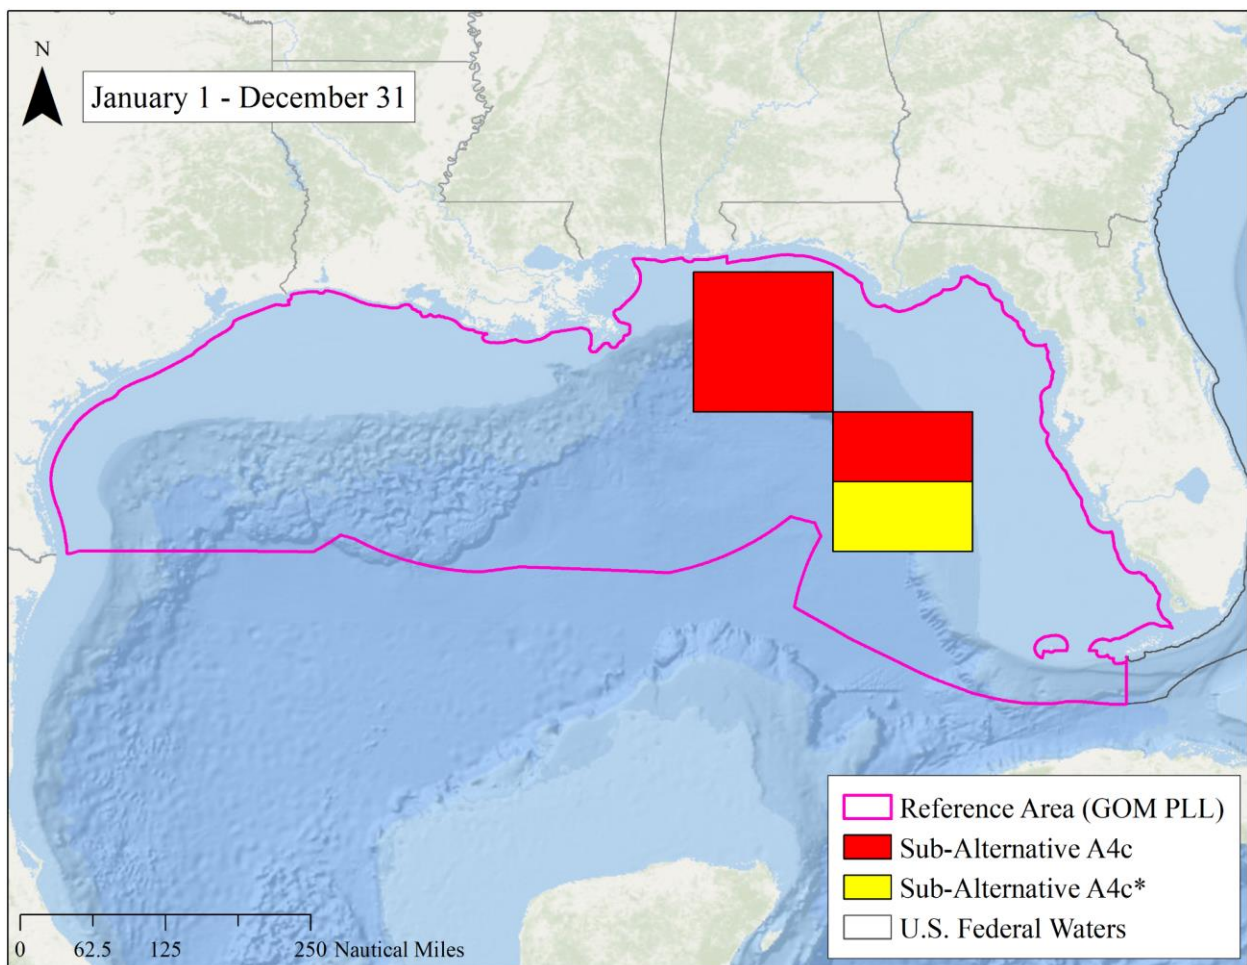 N
January 1 - December 31
Reference Area (GOM PLL)
Sub-Alternative A4c
Sub-Alternative A4c*
U.S. Federal Waters
0 62.5 125 250 Nautical Miles